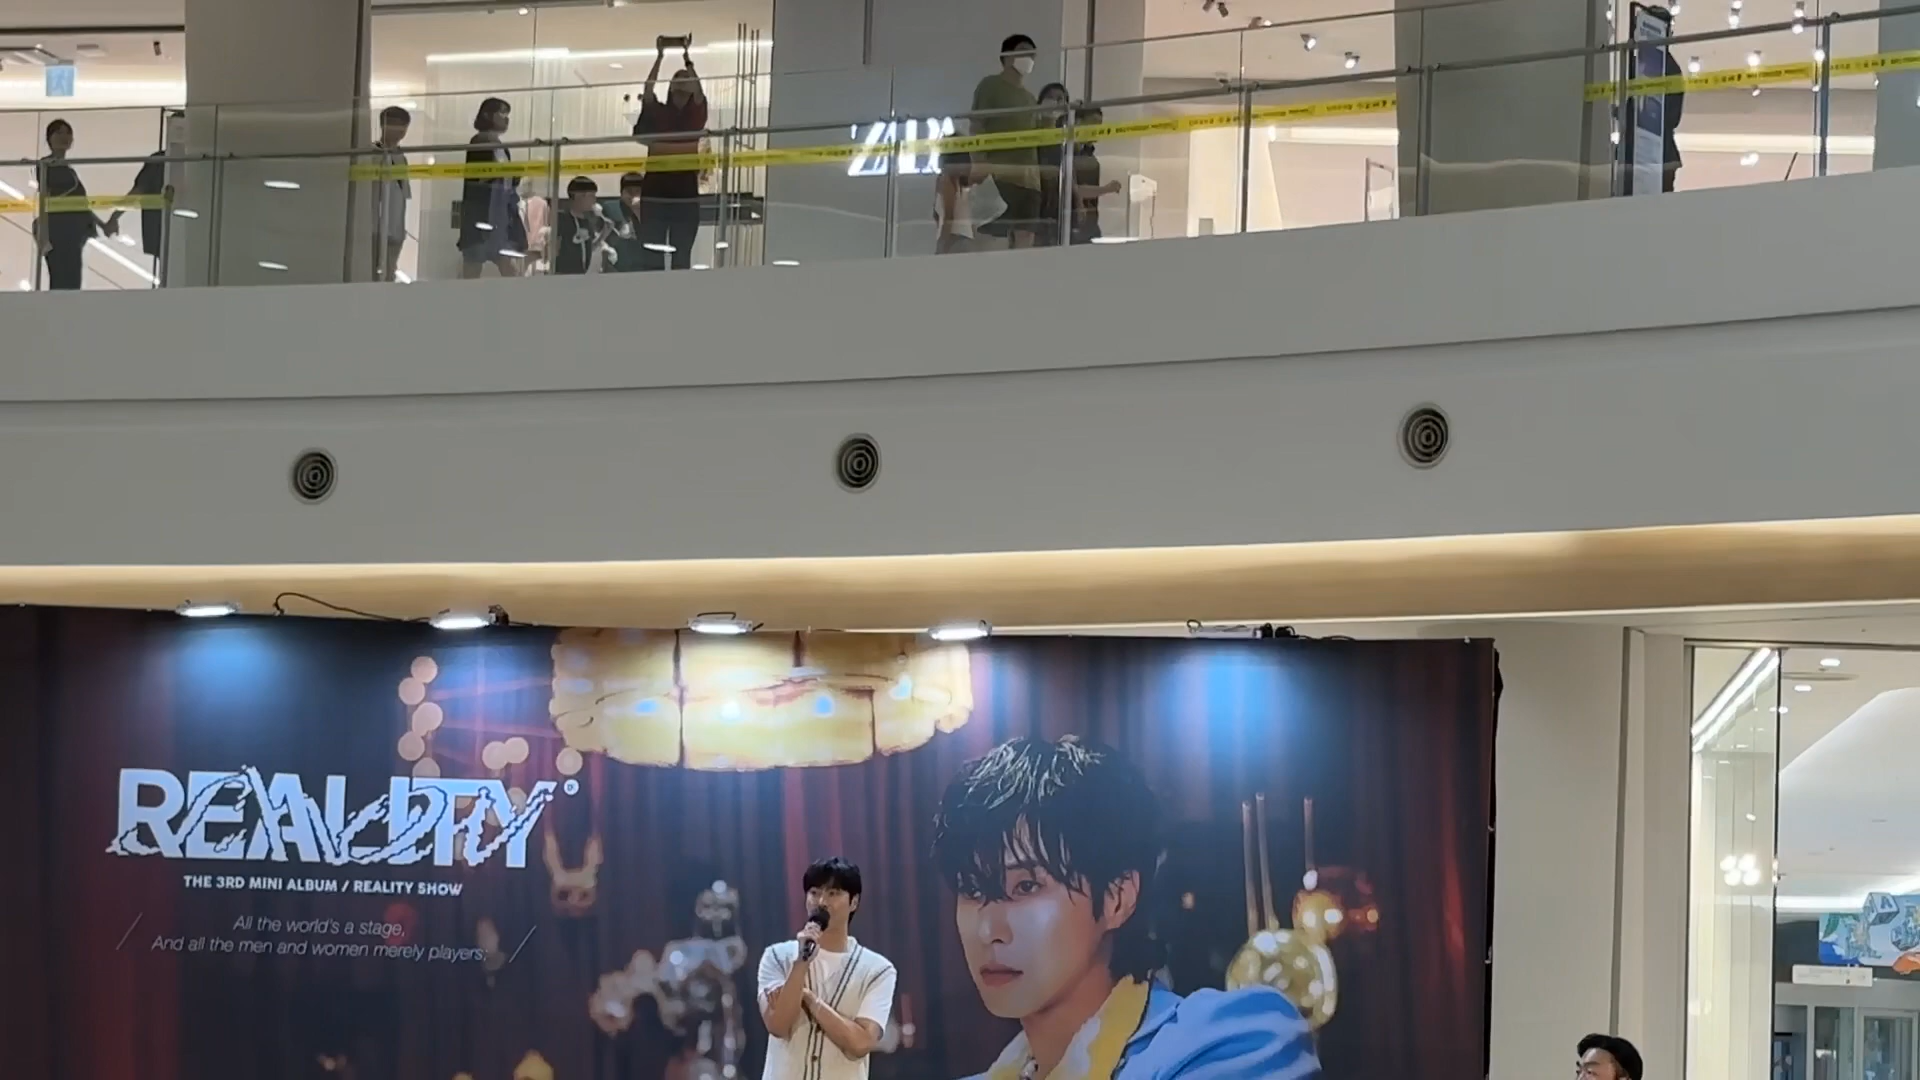 ZARA
REALITY
THE 3RD MINI ALBUM / REALITY SHOW
All the world's a stage,
And all the men and women merely players;